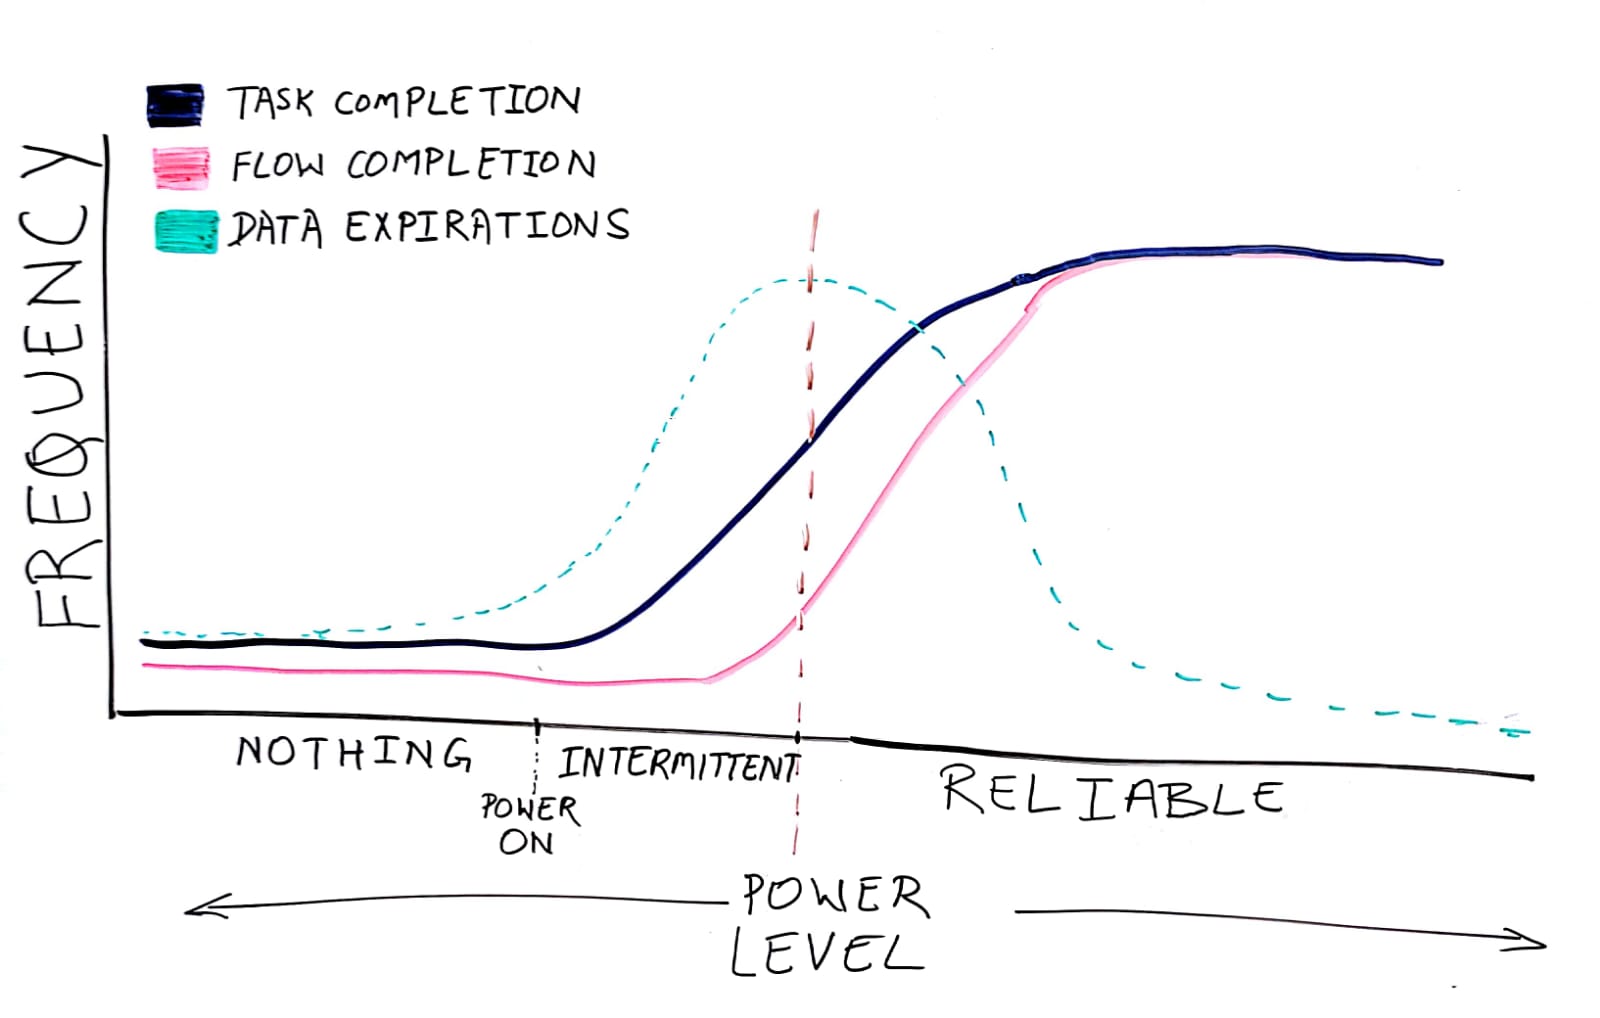 TASK COMPLETION
FLOW COMPLETION
DATA EXPIRATIONS
FREQUENCY
NOTHING
INTERMITTENT
RELIABLE
POWER
ON
POWER
LEVEL